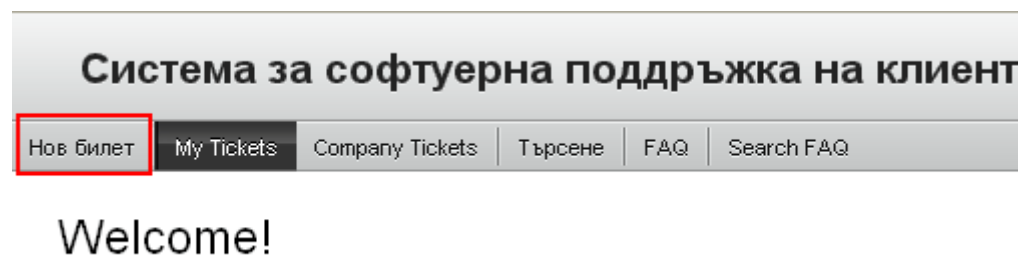 Система за софтуерна поддръжка на клиент
Нов билет My Tickets Company Tickets Търсене FAQ Search FAQ
Welcome!